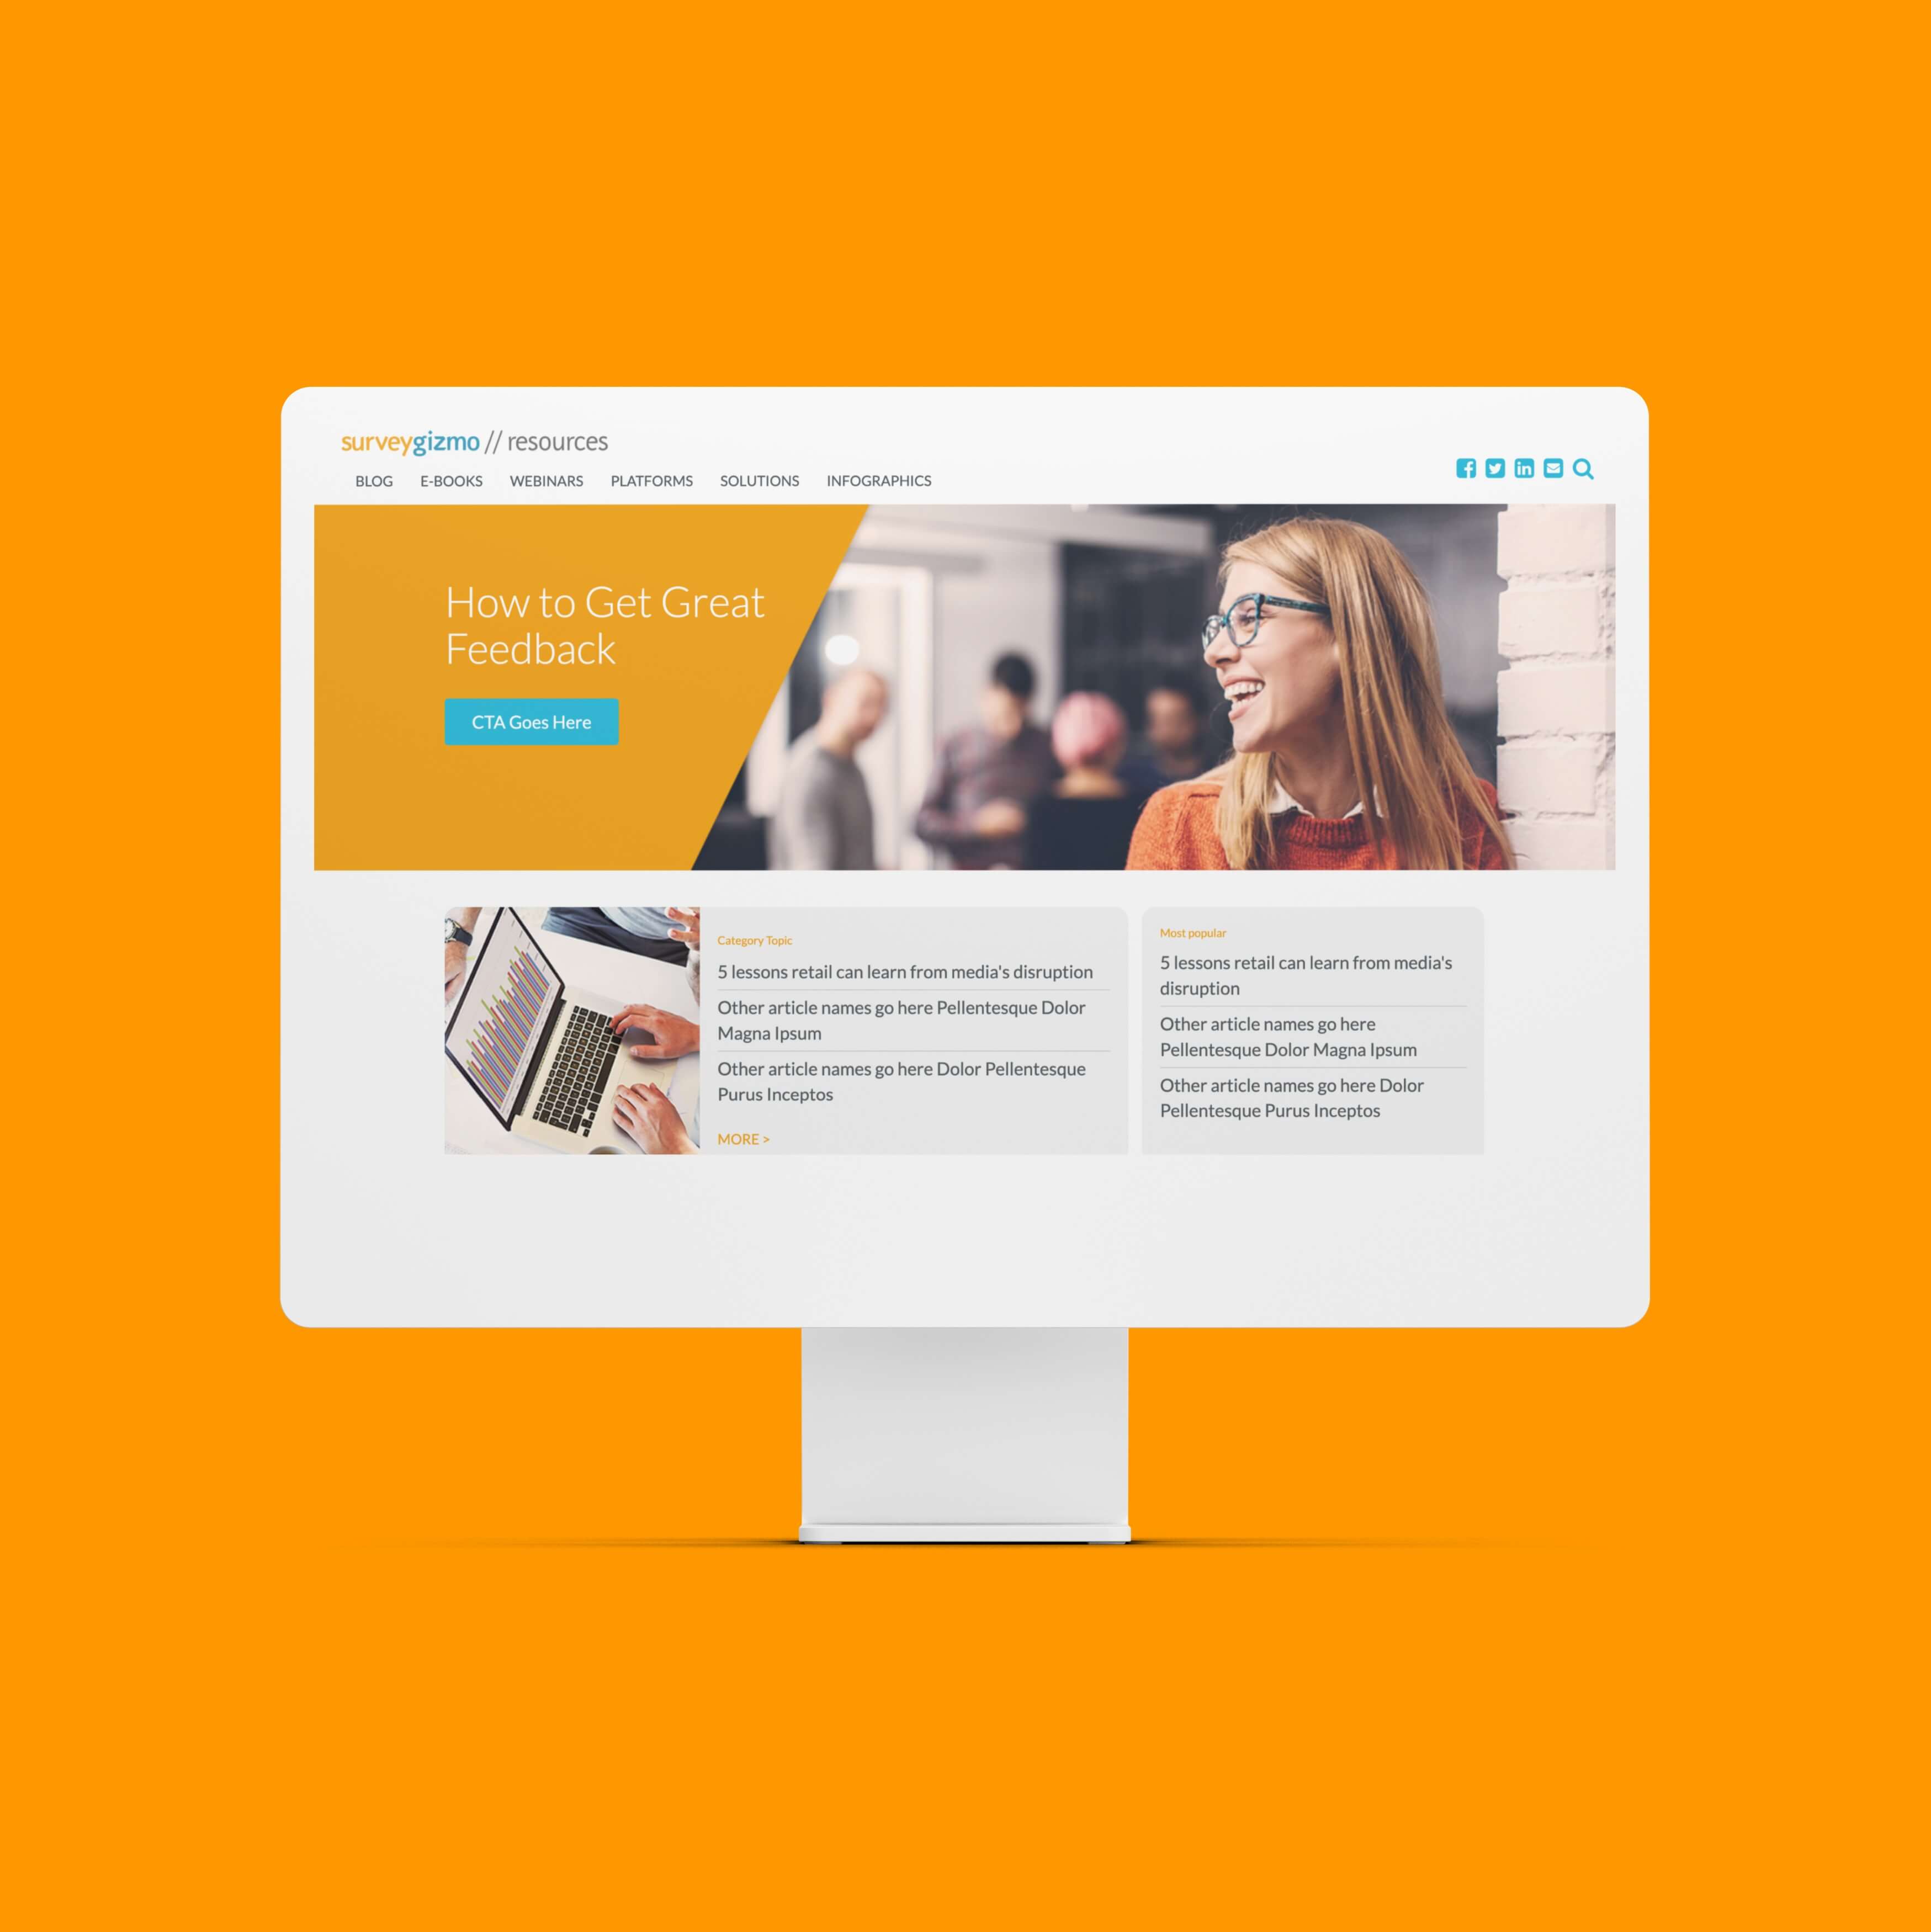 surveygizmo // resources
BLOG E-BOOKS WEBINARS PLATFORMS SOLUTIONS INFOGRAPHICS
How to Get Great
Feedback
CTA Goes Here
Category Topic
5 lessons retail can learn from media's disruption
Other article names go here Pellentesque Dolor
Magna Ipsum
Other article names go here Dolor Pellentesque
Purus Inceptos
MORE >
Most popular
5 lessons retail can learn from media's
disruption
Other article names go here
Pellentesque Dolor Magna Ipsum
Other article names go here Dolor
Pellentesque Purus Inceptos